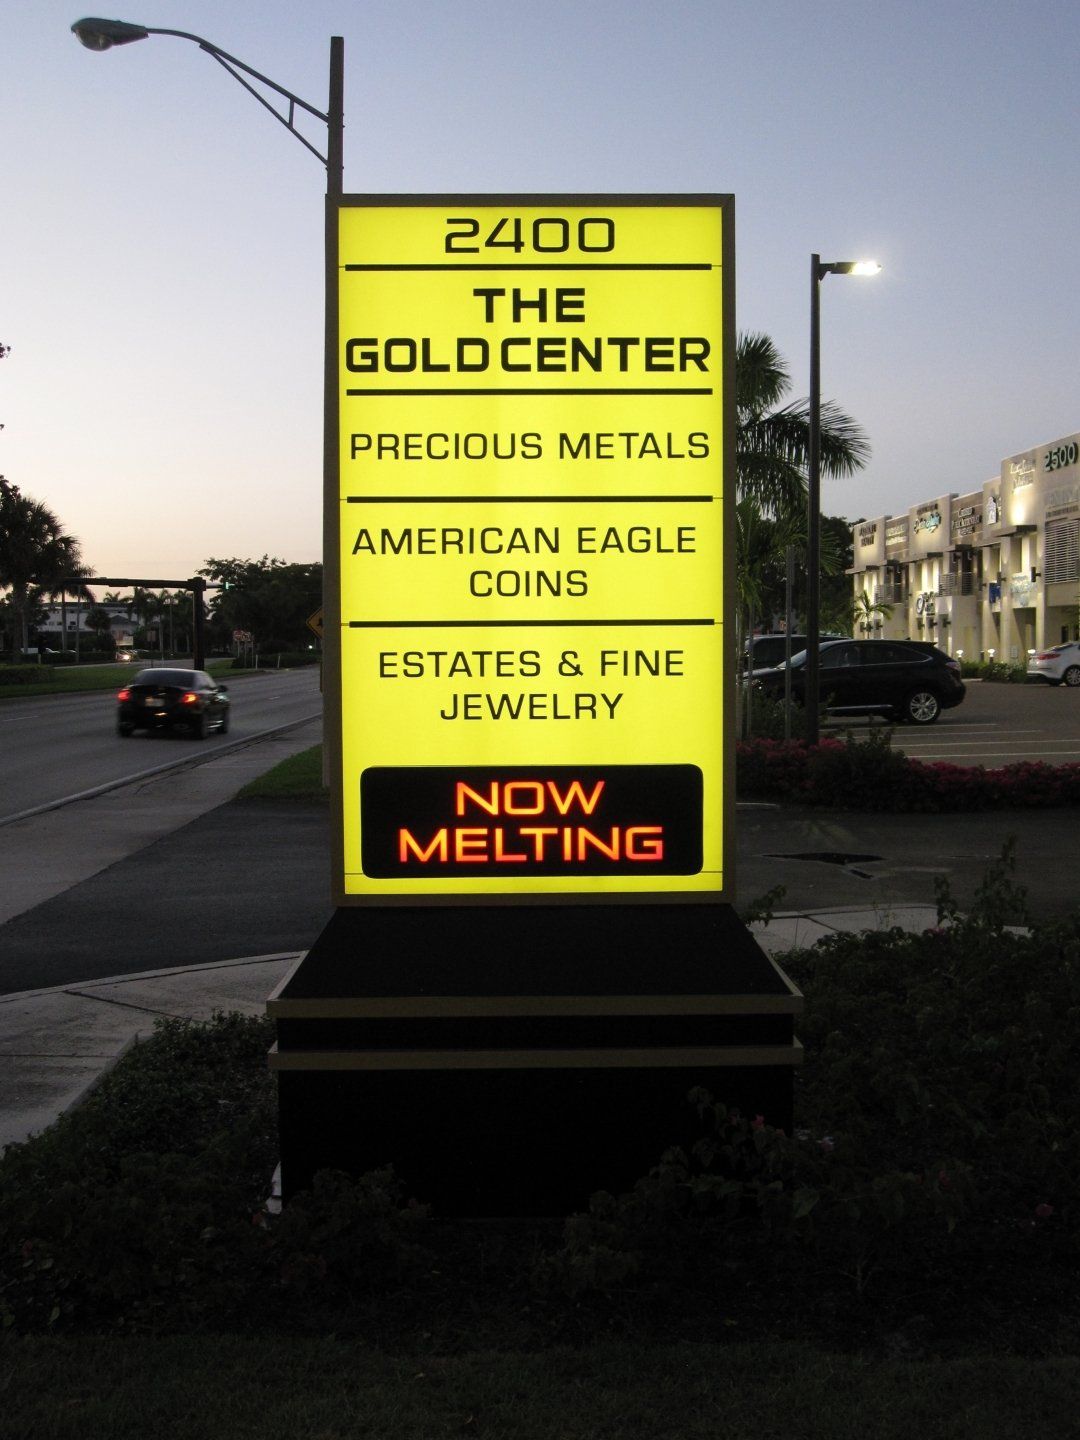 2400
THE
GOLD CENTER
PRECIOUS METALS
AMERICAN EAGLE
COINS
ESTATES & FINE
JEWELRY
NOW
MELTING
2500